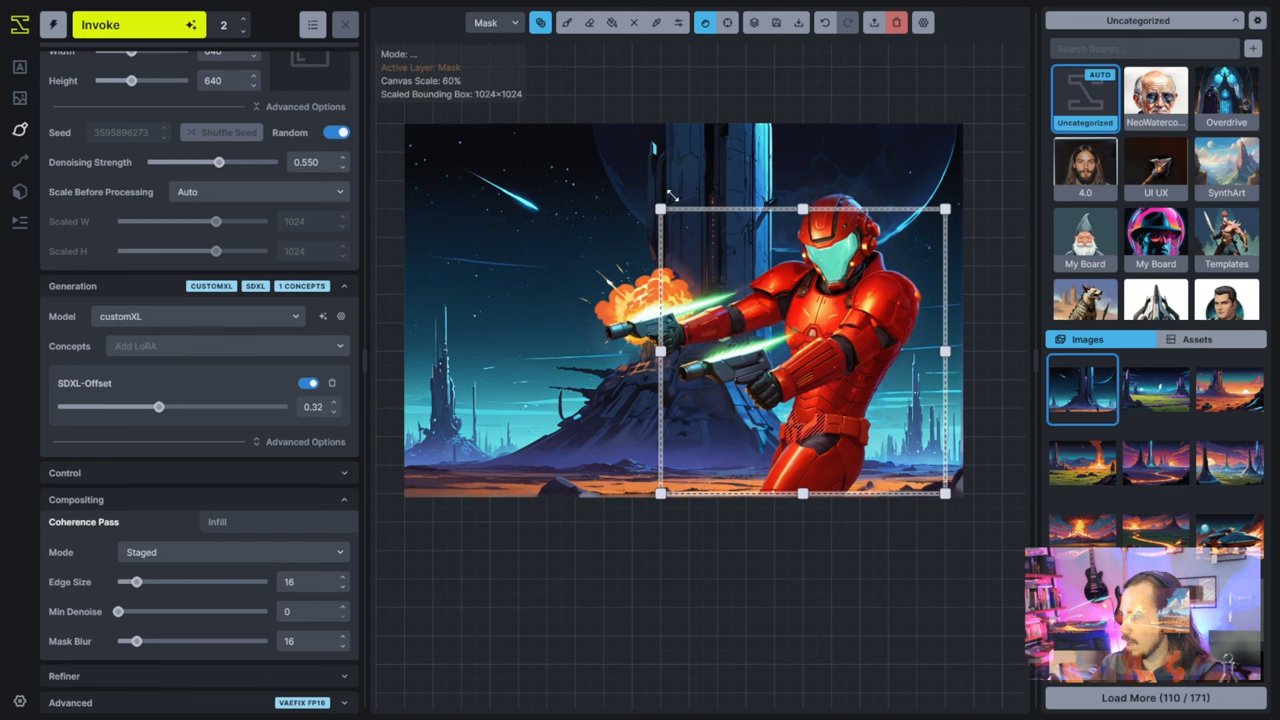 Invoke
2
Mask
Width
640
Height
640
Advanced Options
Seed
3595896273
Shuffle Seed
Random
Denoising Strength
0.550
Scale Before Processing
Auto
Scaled W
1024
Scaled H
1024
Generation
CUSTOMXL
SDXL
1 CONCEPTS
Model
customXL
Concepts
Add LoRA
SDXL-Offset
0.32
Advanced Options
Control
Compositing
Coherence Pass
Infill
Mode
Staged
Edge Size
16
Min Denoise
0
Mask Blur
16
Refiner
Advanced
VAEFIX FP16
Mode: ...
Active Layer: Mask
Canvas Scale: 60%
Scaled Bounding Box: 1024×1024
Uncategorized
Search Boards...
AUTO
Uncategorized
NeoWaterco...
Overdrive
4.0
UI UX
SynthArt
My Board
My Board
Templates
Images
Assets
Load More (110 / 171)